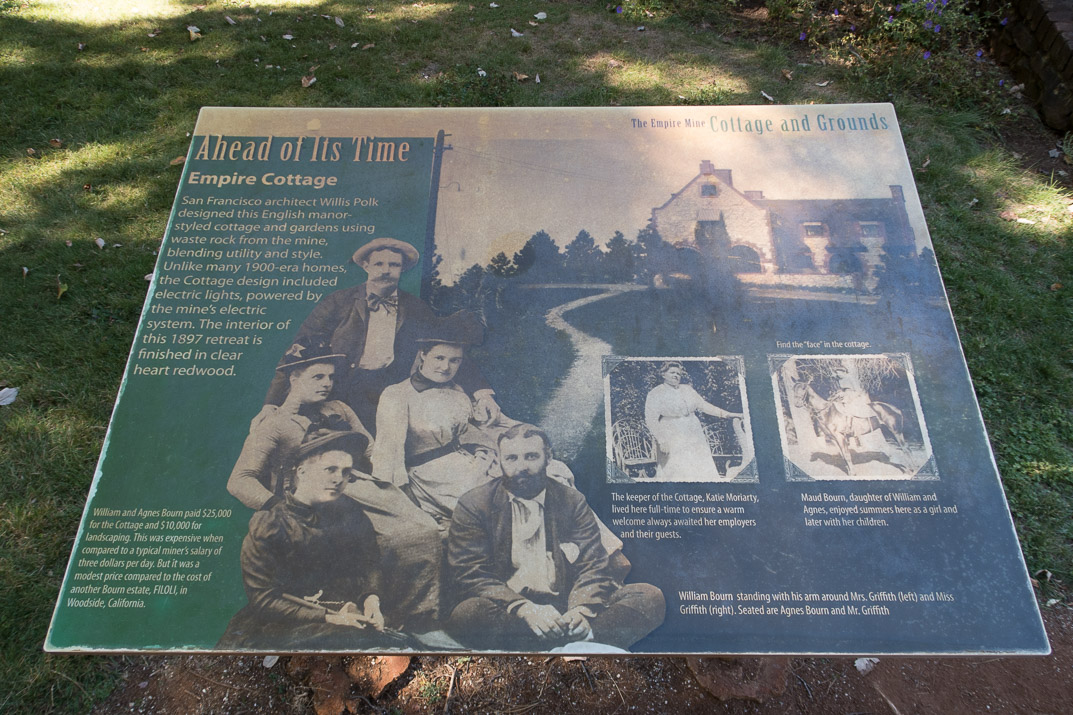 The Empire Mine Cottage and Grounds
Ahead of Its Time
Empire Cottage
San Francisco architect Willis Polk
designed this English manor-
styled cottage and gardens using
waste rock from the mine,
blending utility and style.
Unlike many 1900-era homes,
the Cottage design included
electric lights, powered by
the mine's electric
system. The interior of
this 1897 retreat is
finished in clear
heart redwood.
William and Agnes Bourn paid $25,000
for the Cottage and $10,000 for
landscaping. This was expensive when
compared to a typical miner's salary of
three dollars per day. But it was a
modest price compared to the cost of
another Bourn estate, FILOLI, in
Woodside, California.
The keeper of the Cottage, Katie Moriarty,
lived here full-time to ensure a warm
welcome always awaited her employers
and their guests.
Find the "face" in the cottage.
Maud Bourn, daughter of William and
Agnes, enjoyed summers here as a girl and
later with her children.
William Bourn standing with his arm around Mrs. Griffith (left) and Miss
Griffith (right). Seated are Agnes Bourn and Mr. Griffith